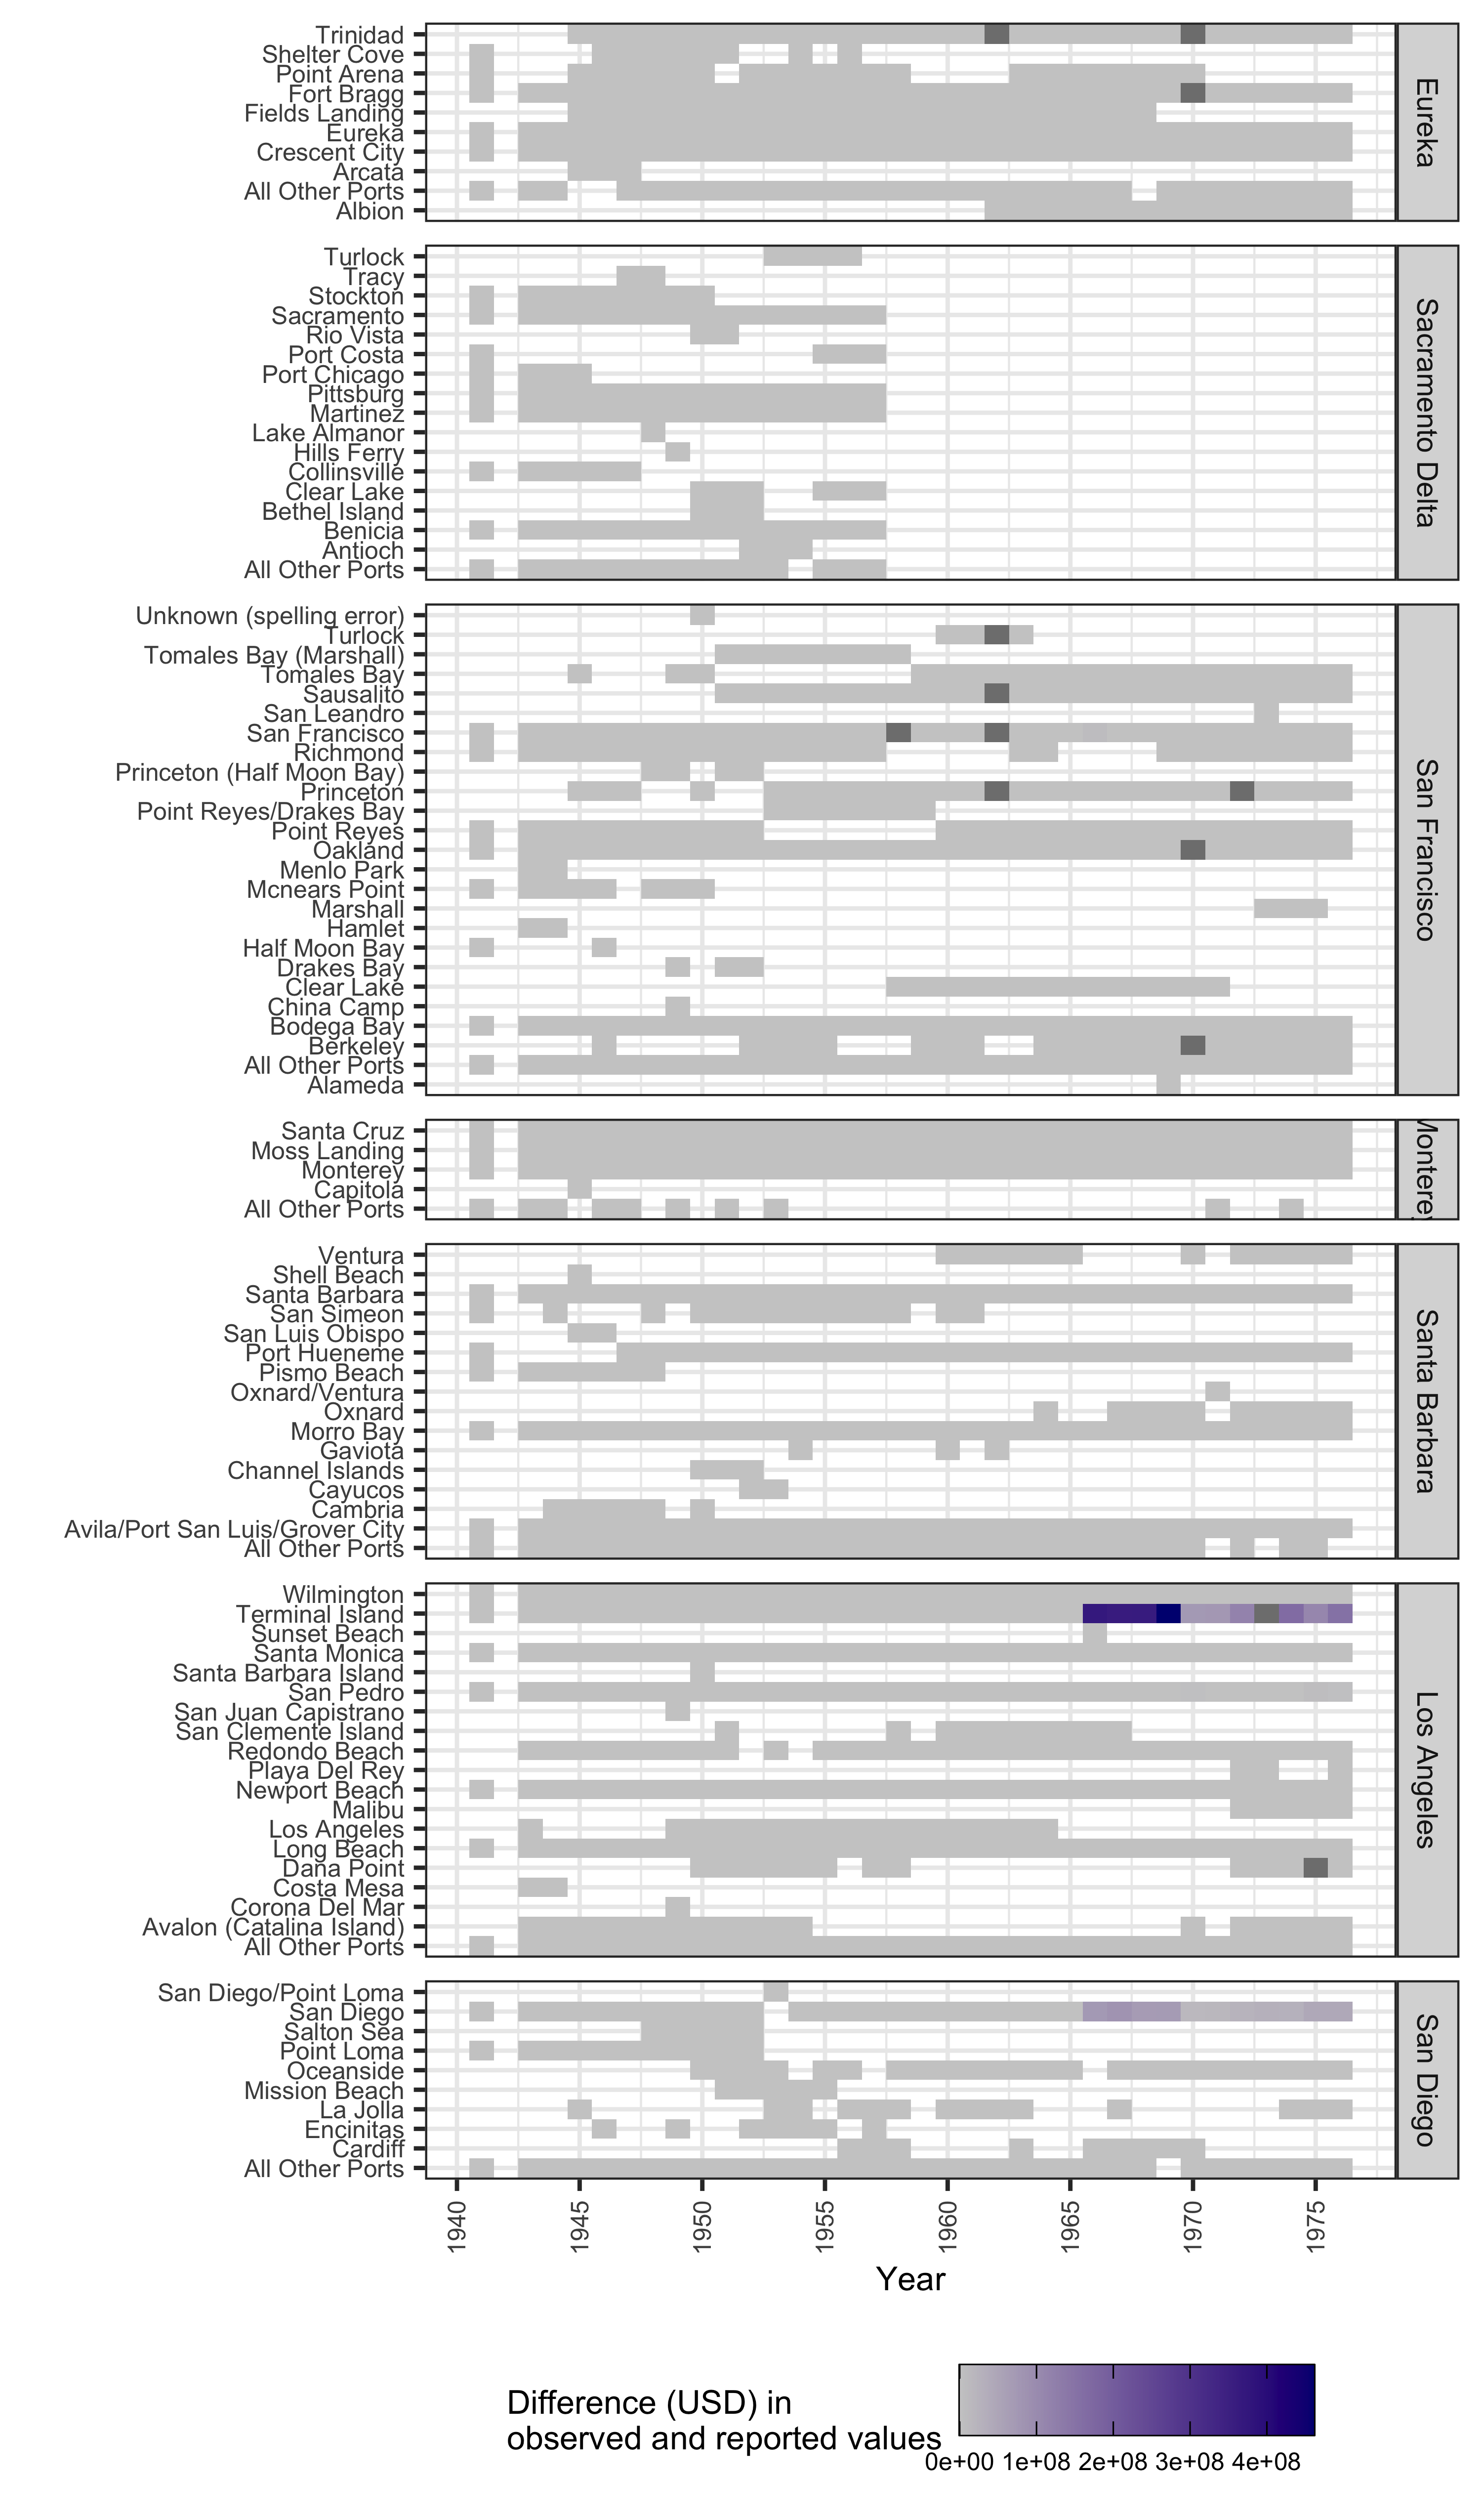 Trinidad
Shelter Cove
Point Arena
Fort Bragg
Fields Landing
Eureka
Crescent City
Arcata
All Other Ports
Albion
Eureka
Turlock
Tracy
Stockton
Sacramento
Rio Vista
Port Costa
Port Chicago
Pittsburg
Martinez
Lake Almanor
Hills Ferry
Collinsville
Clear Lake
Bethel Island
Benicia
Antioch
All Other Ports
Sacramento Delta
Unknown (spelling error)
Turlock
Tomales Bay (Marshall)
Tomales Bay
Sausalito
San Leandro
San Francisco
Richmond
Princeton (Half Moon Bay)
Princeton
Point Reyes/Drakes Bay
Point Reyes
Oakland
Menlo Park
Mcnears Point
Marshall
Hamlet
Half Moon Bay
Drakes Bay
Clear Lake
China Camp
Bodega Bay
Berkeley
All Other Ports
Alameda
San Francisco
Santa Cruz
Moss Landing
Monterey
Capitola
All Other Ports
Monterey
Ventura
Shell Beach
Santa Barbara
San Simeon
San Luis Obispo
Port Hueneme
Pismo Beach
Oxnard/Ventura
Oxnard
Morro Bay
Gaviota
Channel Islands
Cayucos
Cambria
Avila/Port San Luis/Grover City
All Other Ports
Santa Barbara
Wilmington
Terminal Island
Sunset Beach
Santa Monica
Santa Barbara Island
San Pedro
San Juan Capistrano
San Clemente Island
Redondo Beach
Playa Del Rey
Newport Beach
Malibu
Los Angeles
Long Beach
Dana Point
Costa Mesa
Corona Del Mar
Avalon (Catalina Island)
All Other Ports
Los Angeles
San Diego/Point Loma
San Diego
Salton Sea
Point Loma
Oceanside
Mission Beach
La Jolla
Encinitas
Cardiff
All Other Ports
San Diego
1940 1945 1950 1955 1960 1965 1970 1975
Year
Difference (USD) in
observed and reported values
0e+00 1e+08 2e+08 3e+08 4e+08